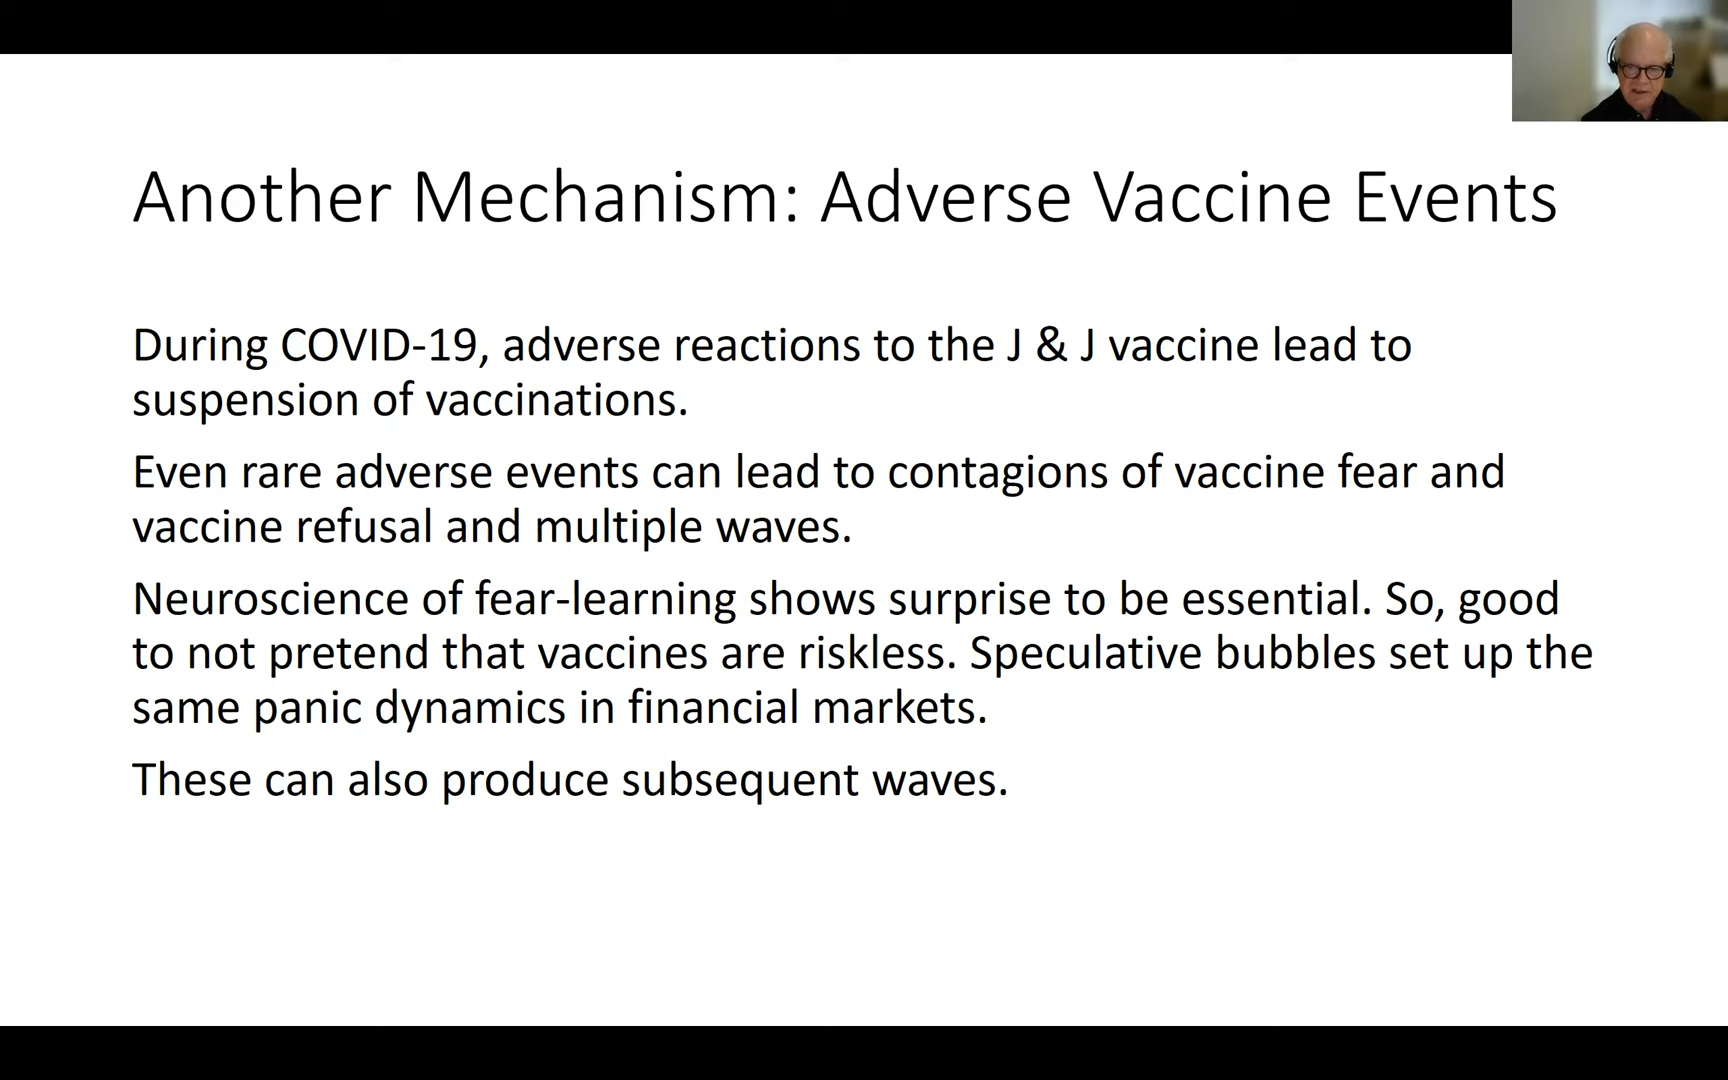 Another Mechanism: Adverse Vaccine Events
During COVID-19, adverse reactions to the J & J vaccine lead to
suspension of vaccinations.
Even rare adverse events can lead to contagions of vaccine fear and
vaccine refusal and multiple waves.
Neuroscience of fear-learning shows surprise to be essential. So, good
to not pretend that vaccines are riskless. Speculative bubbles set up the
same panic dynamics in financial markets.
These can also produce subsequent waves.